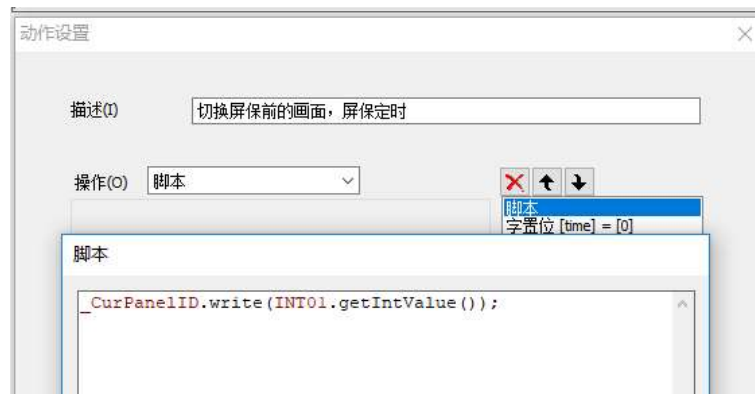 动作设置
描述(I) 切换屏保前的画面，屏保定时
操作(O) 脚本
脚本
字置位 [time] = [0]
脚本
_CurPanelID.write(INT01.getIntValue());